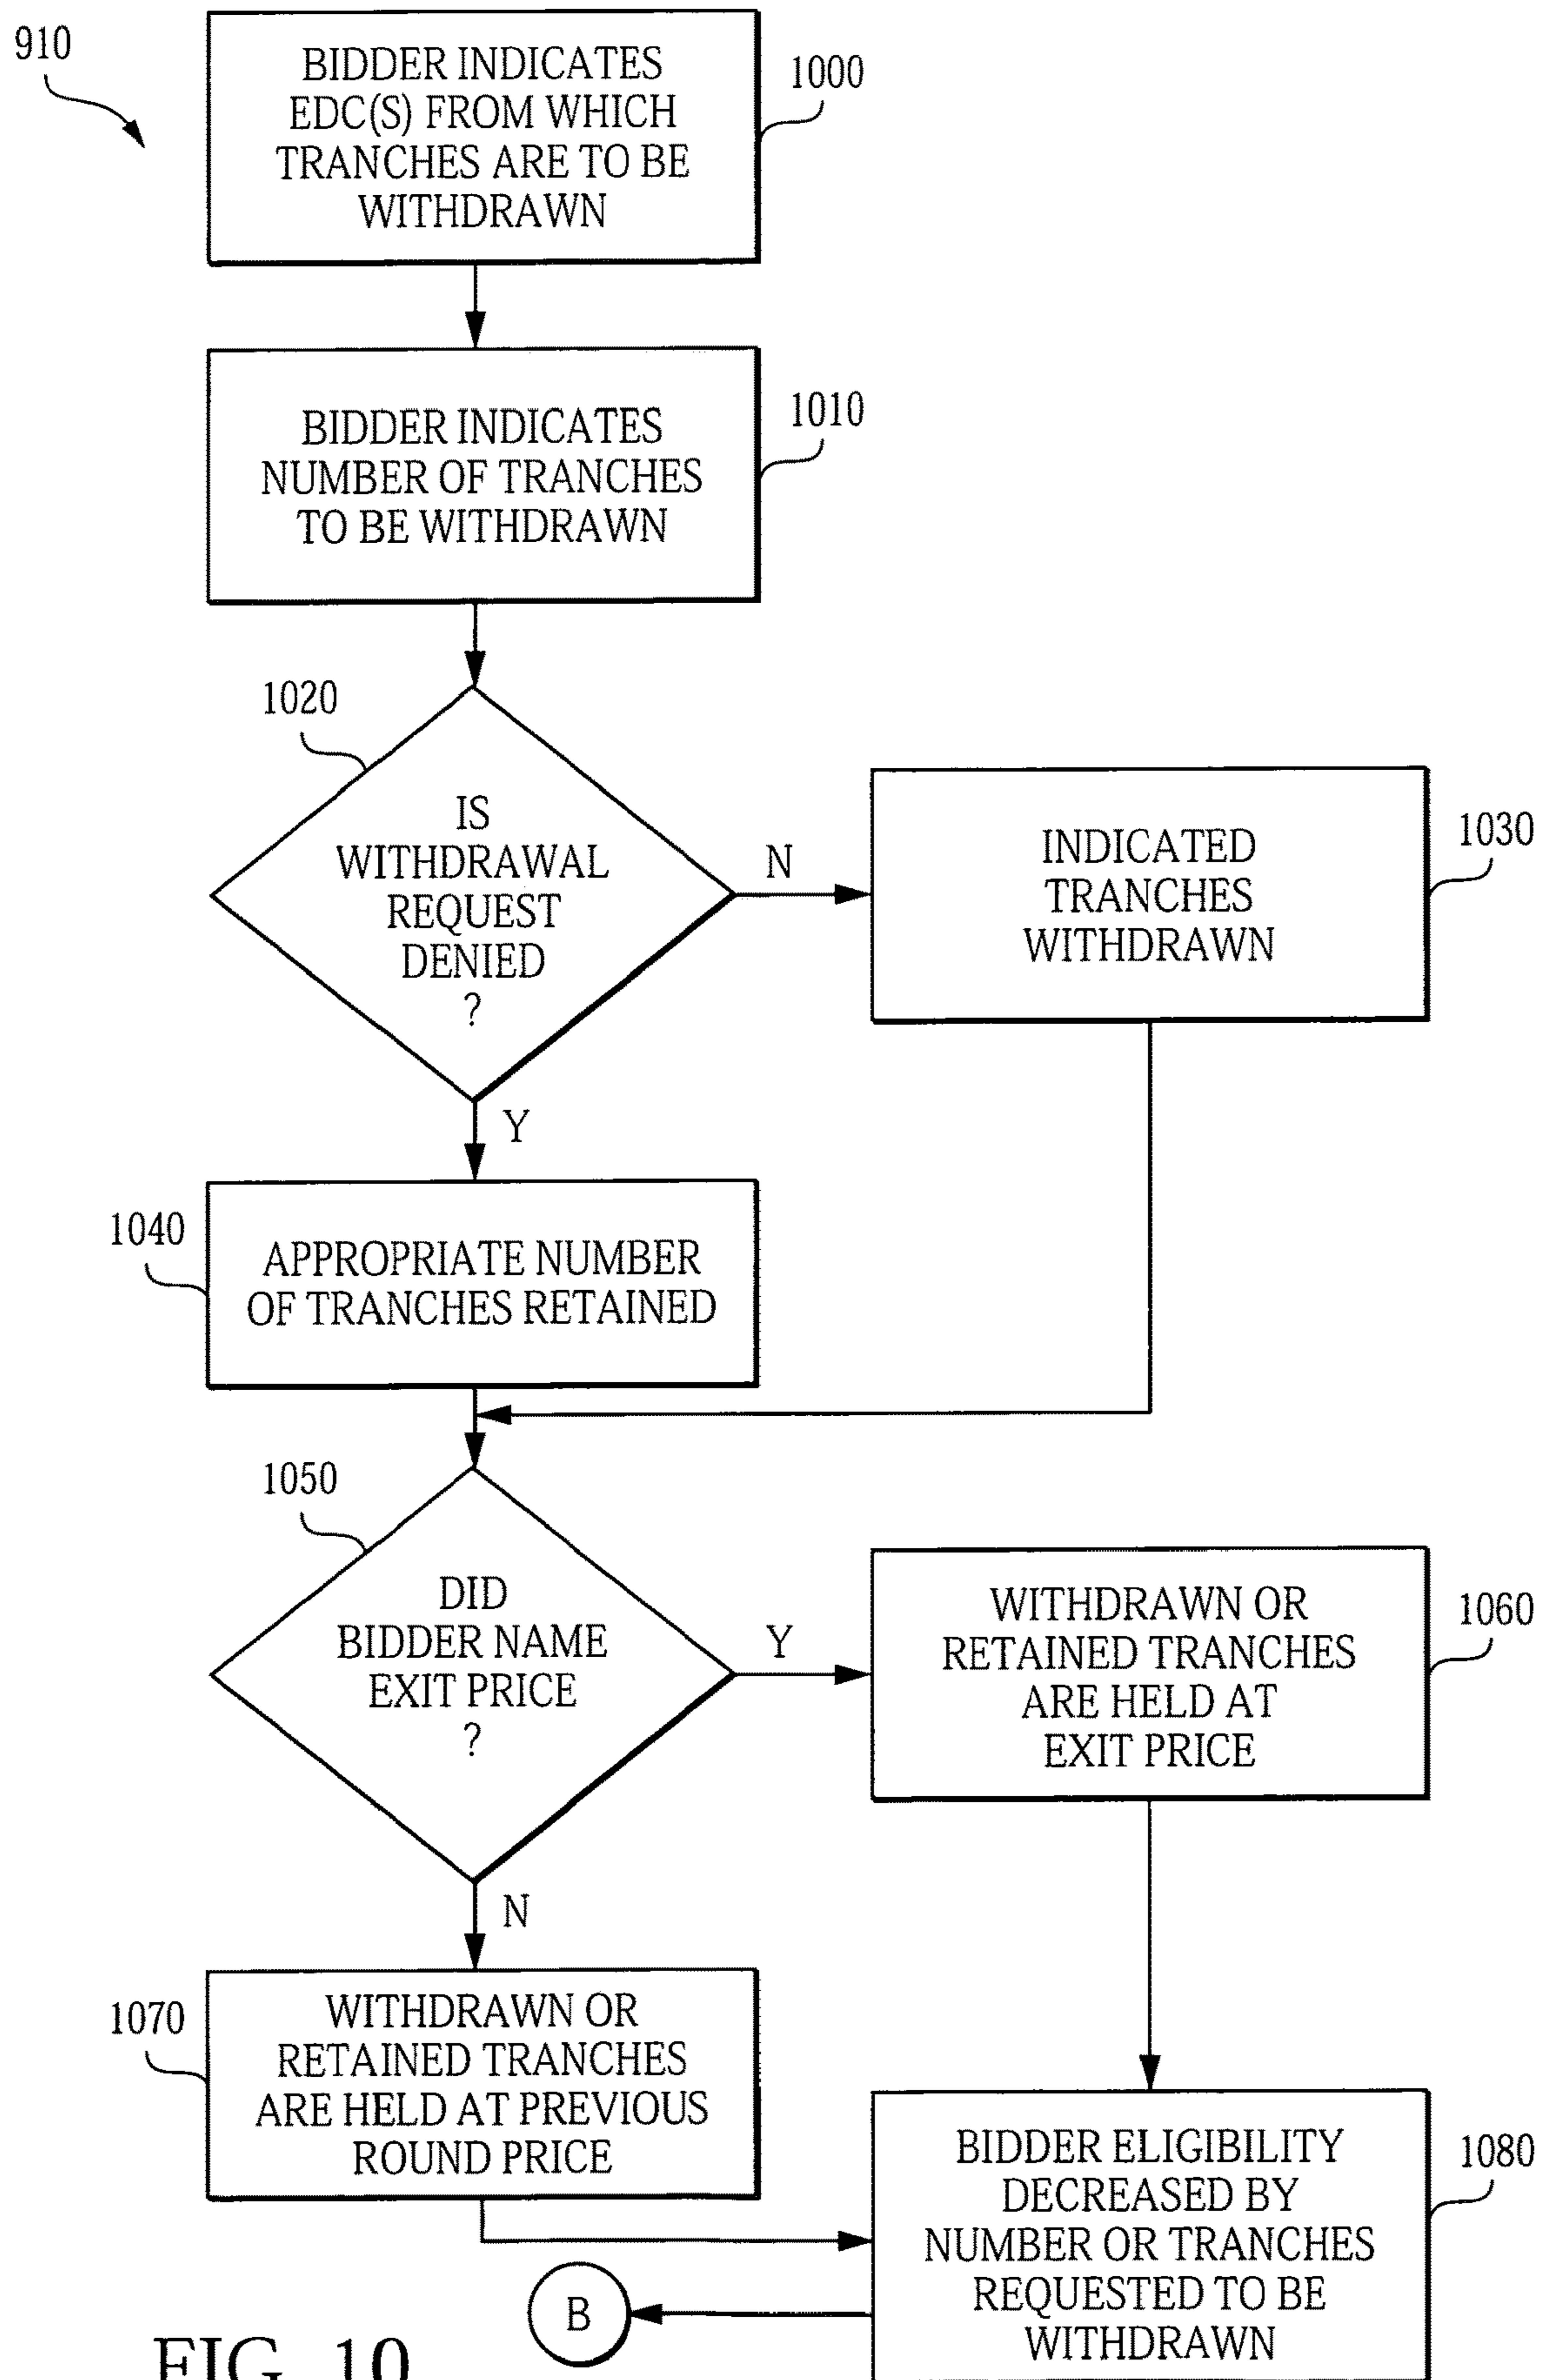 910
BIDDER INDICATES
EDC(S) FROM WHICH
TRANCHES ARE TO BE
WITHDRAWN
1000
BIDDER INDICATES
NUMBER OF TRANCHES
TO BE WITHDRAWN
1010
1020
IS
WITHDRAWAL
REQUEST
DENIED
?
N
INDICATED
TRANCHES
WITHDRAWN
1030
Y
1040
APPROPRIATE NUMBER
OF TRANCHES RETAINED
1050
DID
BIDDER NAME
EXIT PRICE
?
Y
WITHDRAWN OR
RETAINED TRANCHES
ARE HELD AT
EXIT PRICE
1060
N
1070
WITHDRAWN OR
RETAINED TRANCHES
ARE HELD AT PREVIOUS
ROUND PRICE
BIDDER ELIGIBILITY
DECREASED BY
NUMBER OR TRANCHES
REQUESTED TO BE
WITHDRAWN
1080
B
FIG. 10